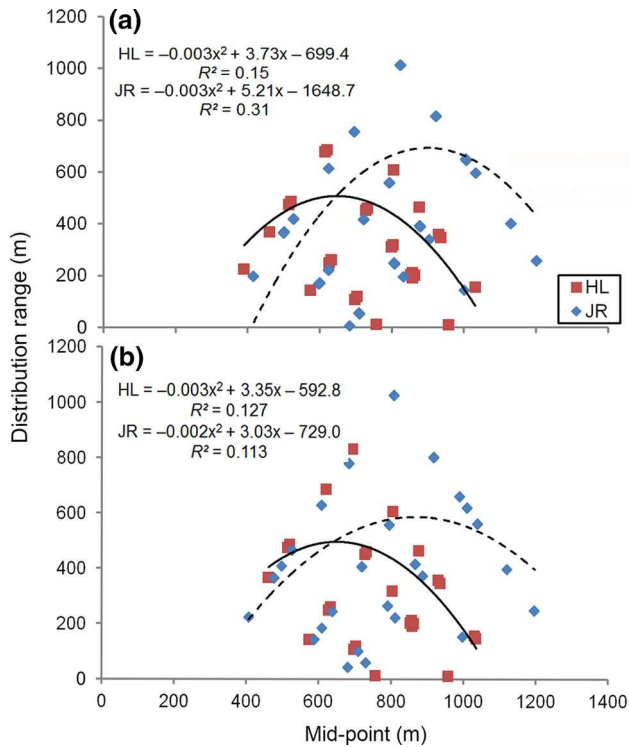 (a)
HL = –0.003x² + 3.73x – 699.4
R² = 0.15
JR = –0.003x² + 5.21x – 1648.7
R² = 0.31
1200
1000
800
600
400
200
0
HL
JR
(b)
HL = –0.003x² + 3.35x – 592.8
R² = 0.127
JR = –0.002x² + 3.03x – 729.0
R² = 0.113
1200
1000
800
600
400
200
0
0 200 400 600 800 1000 1200 1400
Distribution range (m)
Mid-point (m)